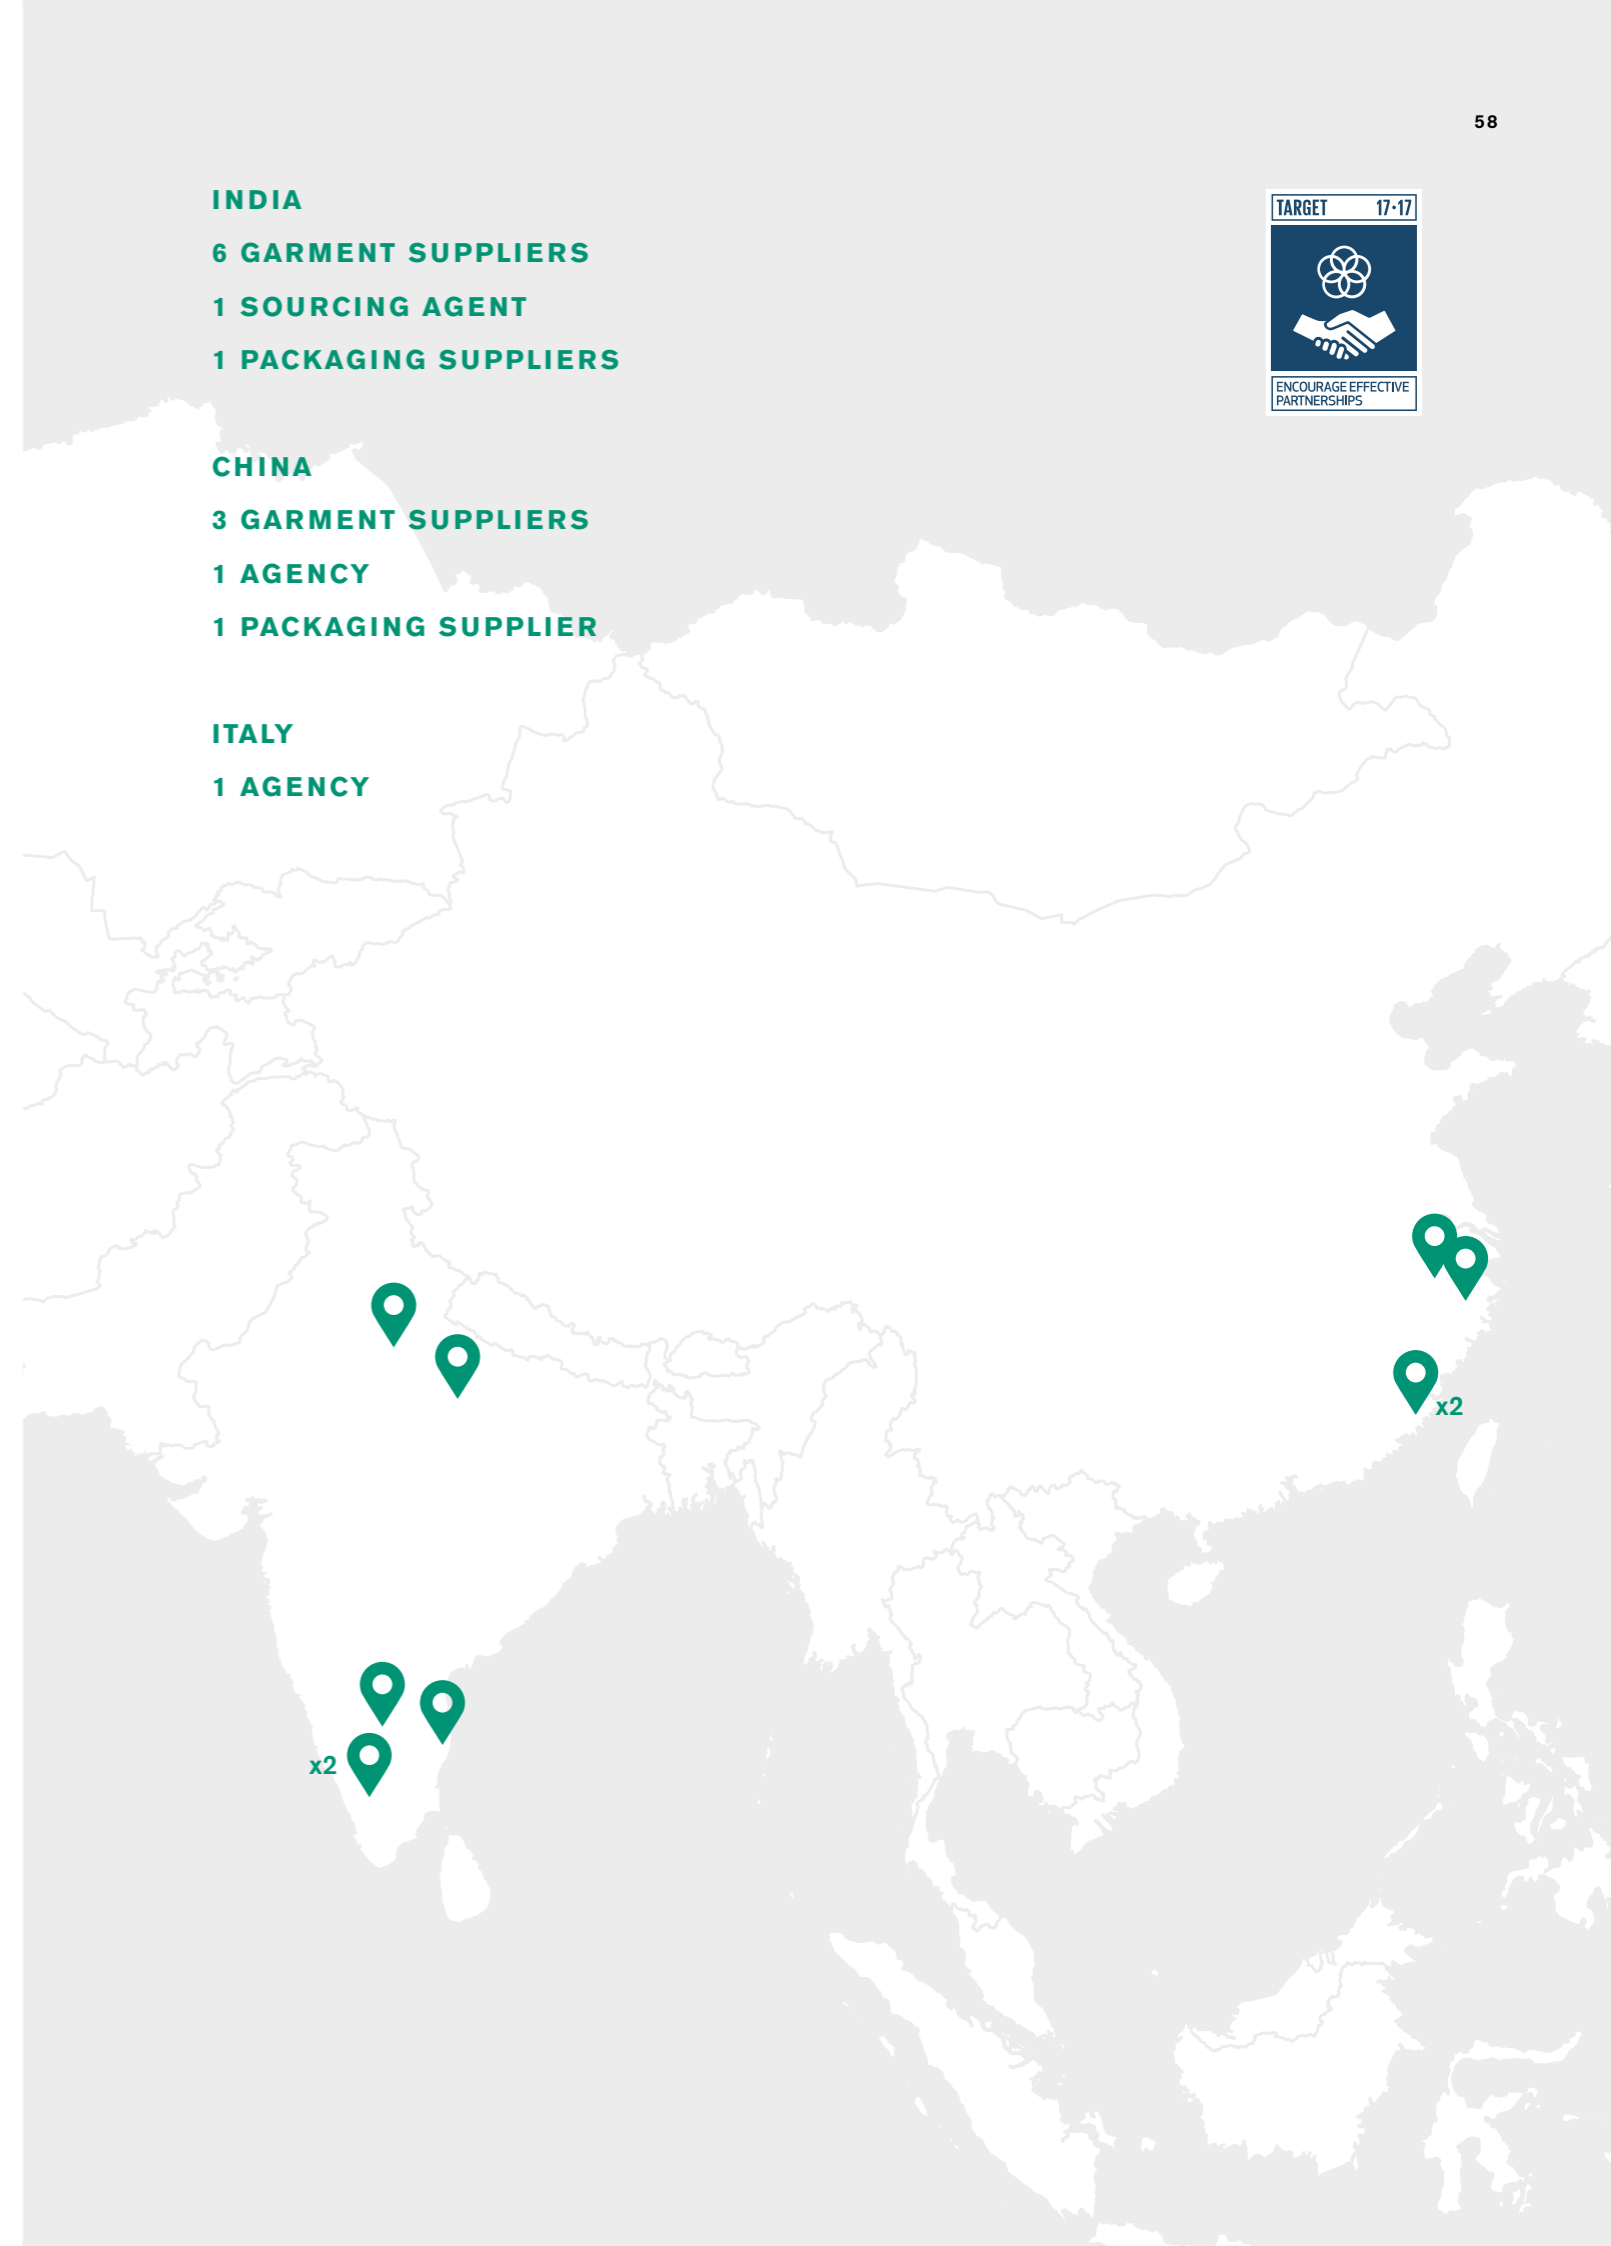 58
INDIA
6 GARMENT SUPPLIERS
1 SOURCING AGENT
1 PACKAGING SUPPLIERS
TARGET 17·17
ENCOURAGE EFFECTIVE
PARTNERSHIPS
CHINA
3 GARMENT SUPPLIERS
1 AGENCY
1 PACKAGING SUPPLIER
ITALY
1 AGENCY
x2
x2